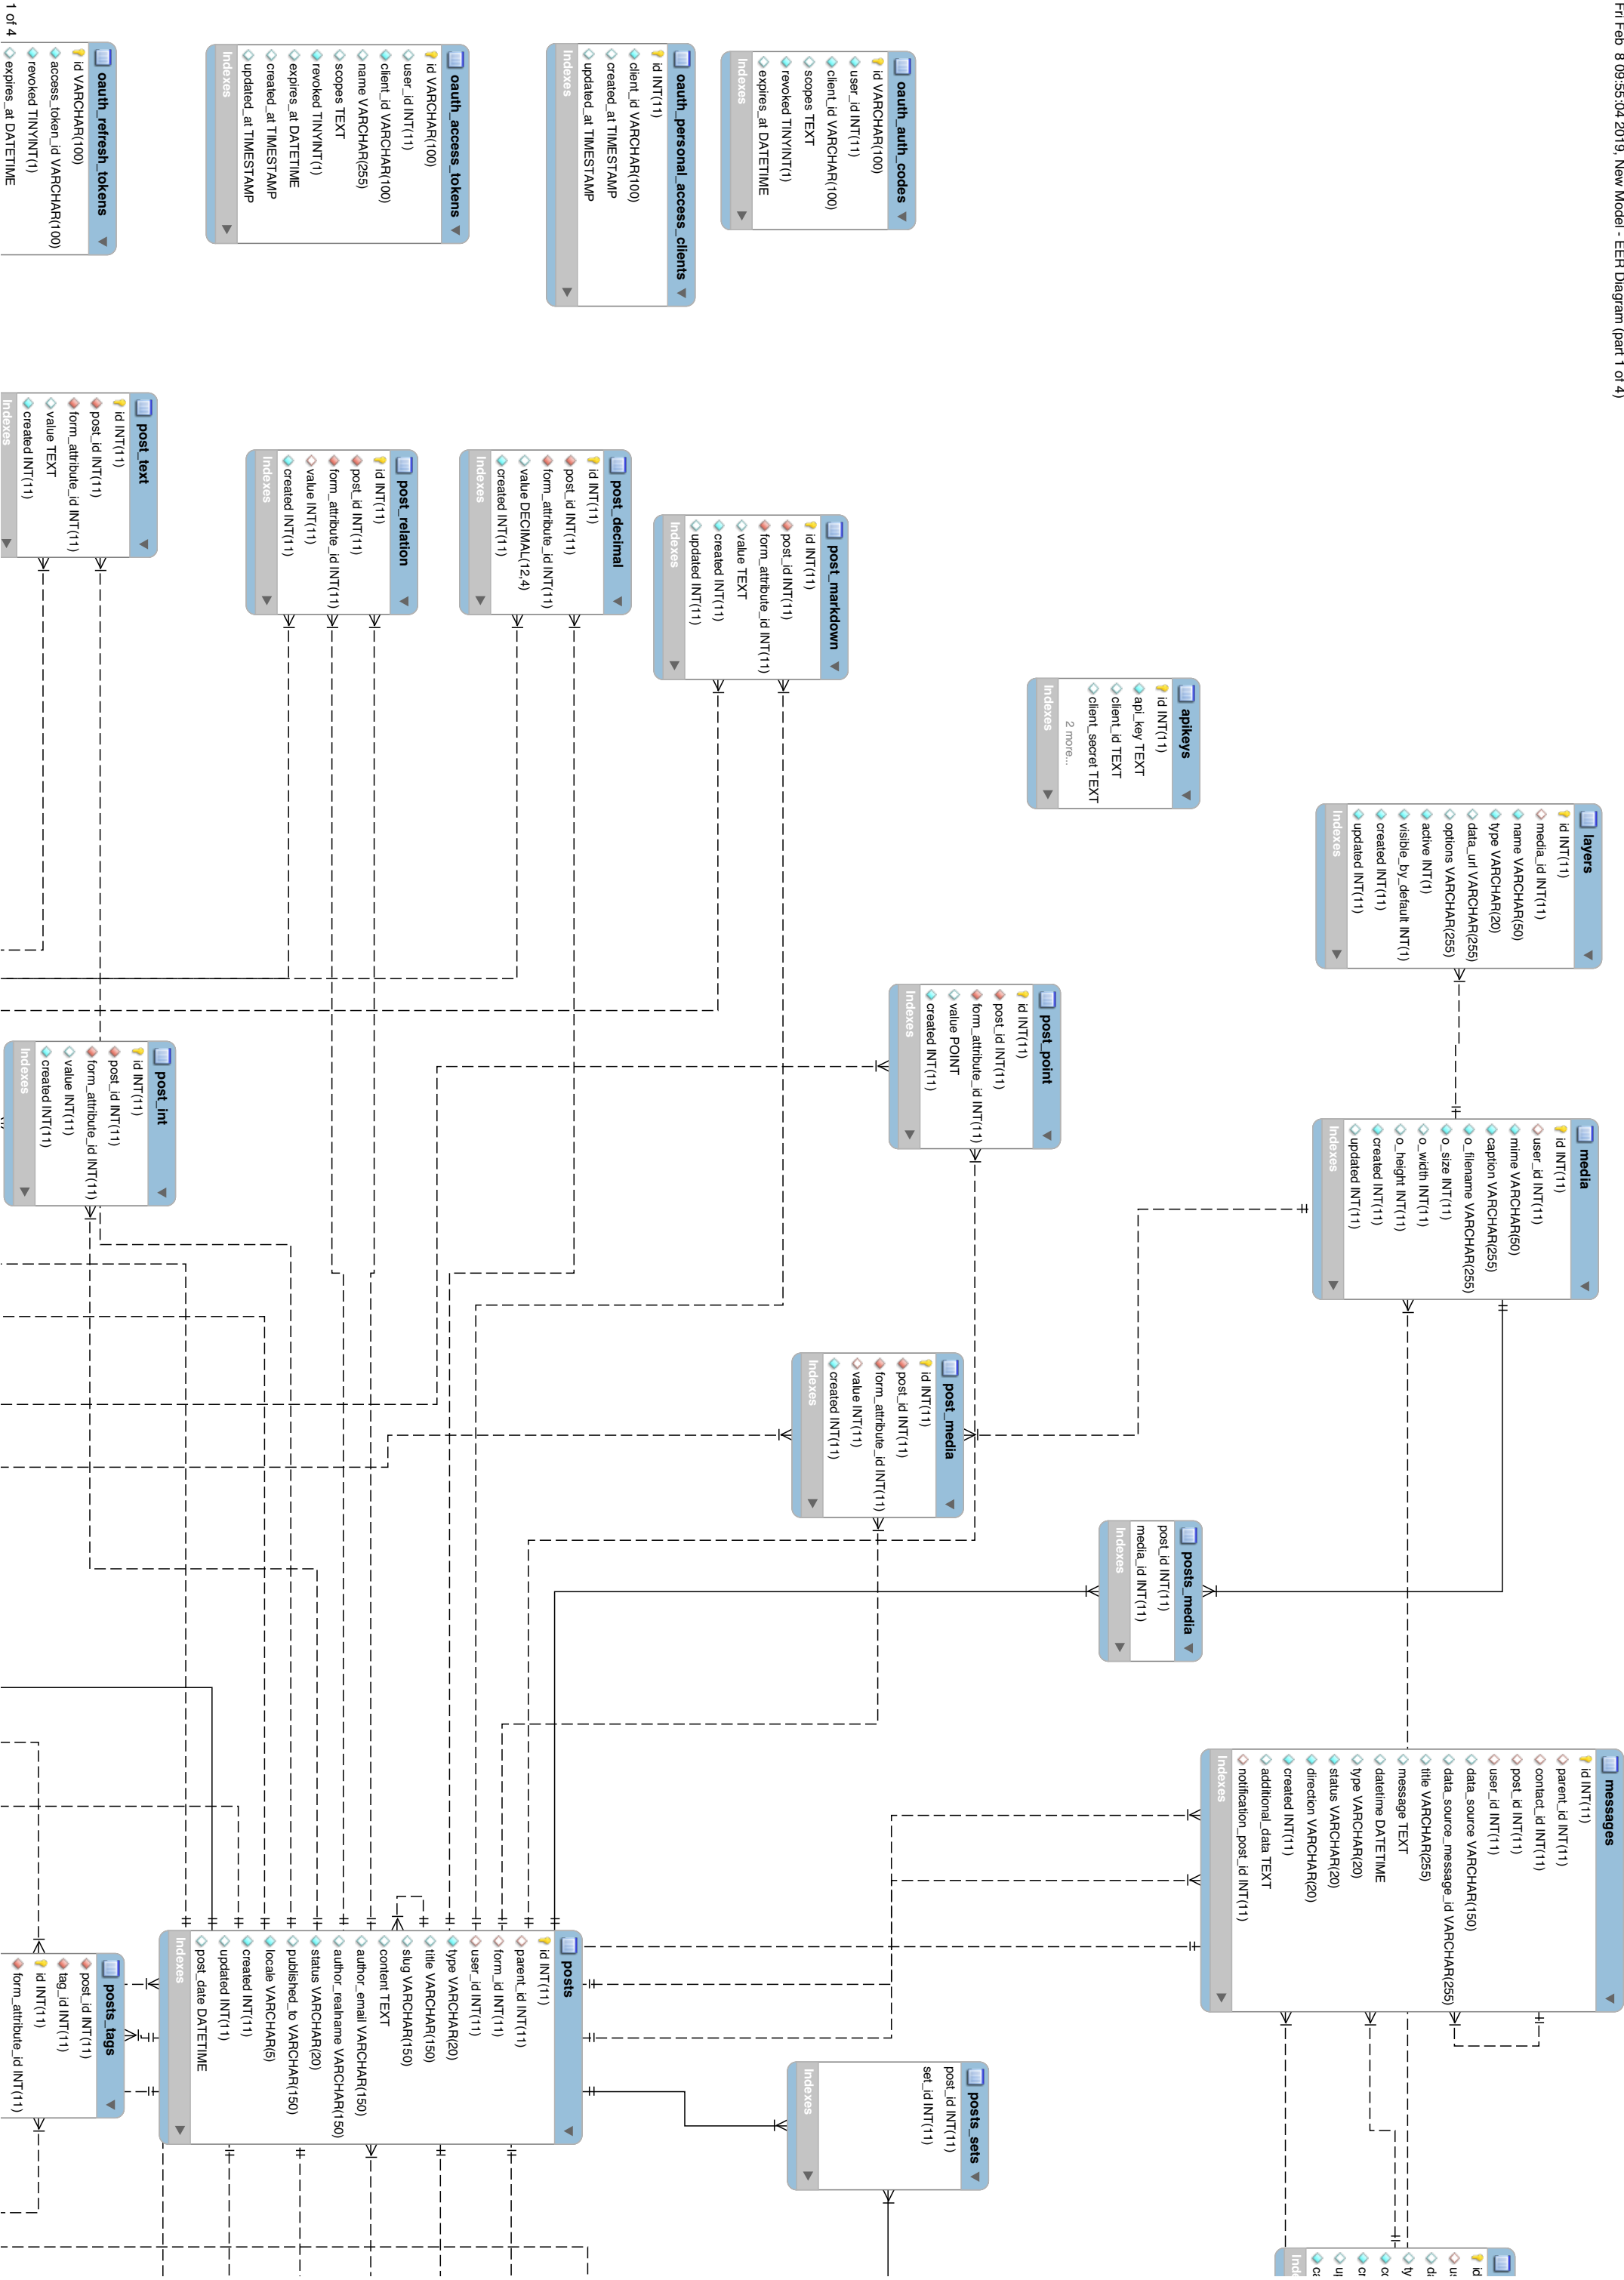 Fri Feb 8 09:55:04 2019, New Model - EER Diagram (part 1 of 4)
layers
id INT(11)
media_id INT(11)
name VARCHAR(50)
type VARCHAR(20)
data_url VARCHAR(255)
options VARCHAR(255)
active INT(1)
visible_by_default INT(1)
created INT(11)
updated INT(11)
Indexes
media
id INT(11)
user_id INT(11)
mime VARCHAR(50)
caption VARCHAR(255)
o_filename VARCHAR(255)
o_size INT(11)
o_width INT(11)
o_height INT(11)
created INT(11)
updated INT(11)
Indexes
messages
id INT(11)
parent_id INT(11)
contact_id INT(11)
post_id INT(11)
user_id INT(11)
data_source VARCHAR(150)
data_source_message_id VARCHAR(255)
title VARCHAR(255)
message TEXT
datetime DATETIME
type VARCHAR(20)
status VARCHAR(20)
direction VARCHAR(20)
created INT(11)
additional_data TEXT
notification_post_id INT(11)
Indexes
apikeys
id INT(11)
api_key TEXT
client_id TEXT
client_secret TEXT
2 more...
Indexes
posts_media
post_id INT(11)
media_id INT(11)
Indexes
oauth_auth_codes
id VARCHAR(100)
user_id INT(11)
client_id VARCHAR(100)
scopes TEXT
revoked TINYINT(1)
expires_at DATETIME
Indexes
post_point
id INT(11)
post_id INT(11)
form_attribute_id INT(11)
value POINT
created INT(11)
Indexes
post_media
id INT(11)
post_id INT(11)
form_attribute_id INT(11)
value INT(11)
created INT(11)
Indexes
posts_sets
post_id INT(11)
set_id INT(11)
Indexes
post_markdown
id INT(11)
post_id INT(11)
form_attribute_id INT(11)
value TEXT
created INT(11)
updated INT(11)
Indexes
oauth_personal_access_clients
id INT(11)
client_id VARCHAR(100)
created_at TIMESTAMP
updated_at TIMESTAMP
Indexes
post_decimal
id INT(11)
post_id INT(11)
form_attribute_id INT(11)
value DECIMAL(12,4)
created INT(11)
Indexes
posts
id INT(11)
parent_id INT(11)
form_id INT(11)
user_id INT(11)
type VARCHAR(20)
title VARCHAR(150)
slug VARCHAR(150)
content TEXT
author_email VARCHAR(150)
author_realname VARCHAR(150)
status VARCHAR(20)
published_to VARCHAR(150)
locale VARCHAR(5)
created INT(11)
updated INT(11)
post_date DATETIME
Indexes
oauth_access_tokens
id VARCHAR(100)
user_id INT(11)
client_id VARCHAR(100)
name VARCHAR(255)
scopes TEXT
revoked TINYINT(1)
expires_at DATETIME
created_at TIMESTAMP
updated_at TIMESTAMP
Indexes
post_relation
id INT(11)
post_id INT(11)
form_attribute_id INT(11)
value INT(11)
created INT(11)
Indexes
post_int
id INT(11)
post_id INT(11)
form_attribute_id INT(11)
value INT(11)
created INT(11)
Indexes
post_text
id INT(11)
post_id INT(11)
form_attribute_id INT(11)
value TEXT
created INT(11)
Indexes
posts_tags
post_id INT(11)
tag_id INT(11)
id INT(11)
form_attribute_id INT(11)
oauth_refresh_tokens
id VARCHAR(100)
access_token_id VARCHAR(100)
revoked TINYINT(1)
expires_at DATETIME
1 of 4